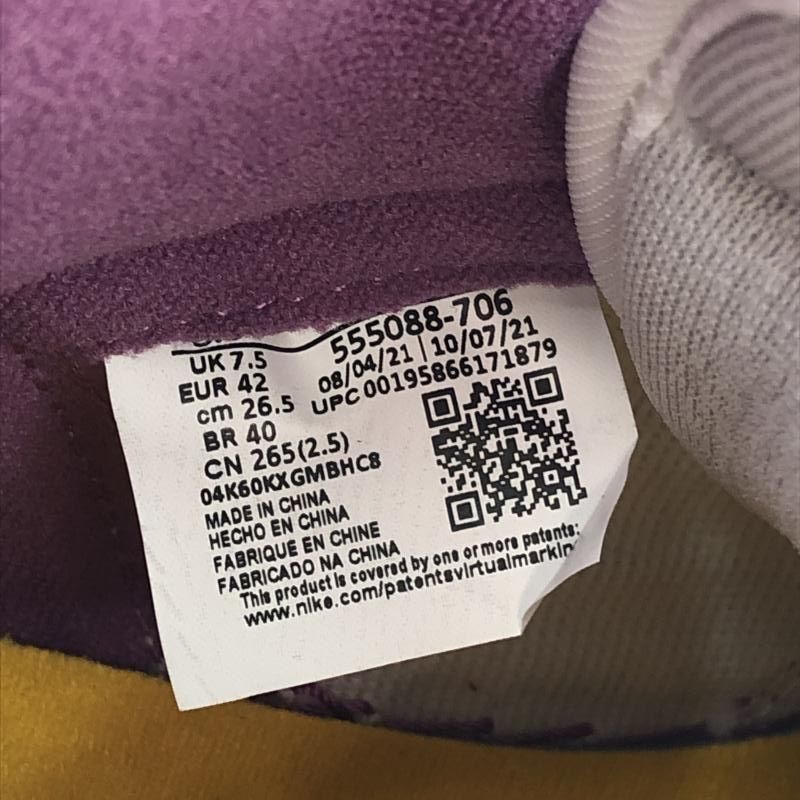 UK 7.5
EUR 42
cm 26.5
BR 40
CN 265(2.5)
555088-706
08/04/21 | 10/07/21
UPC 00195866171879
04K60KXGMBHC8
MADE IN CHINA
HECHO EN CHINA
FABRIQUE EN CHINE
FABRICADO NA CHINA
This product is covered by one or more patents:
www.nike.com/patentsvirtualmarkin